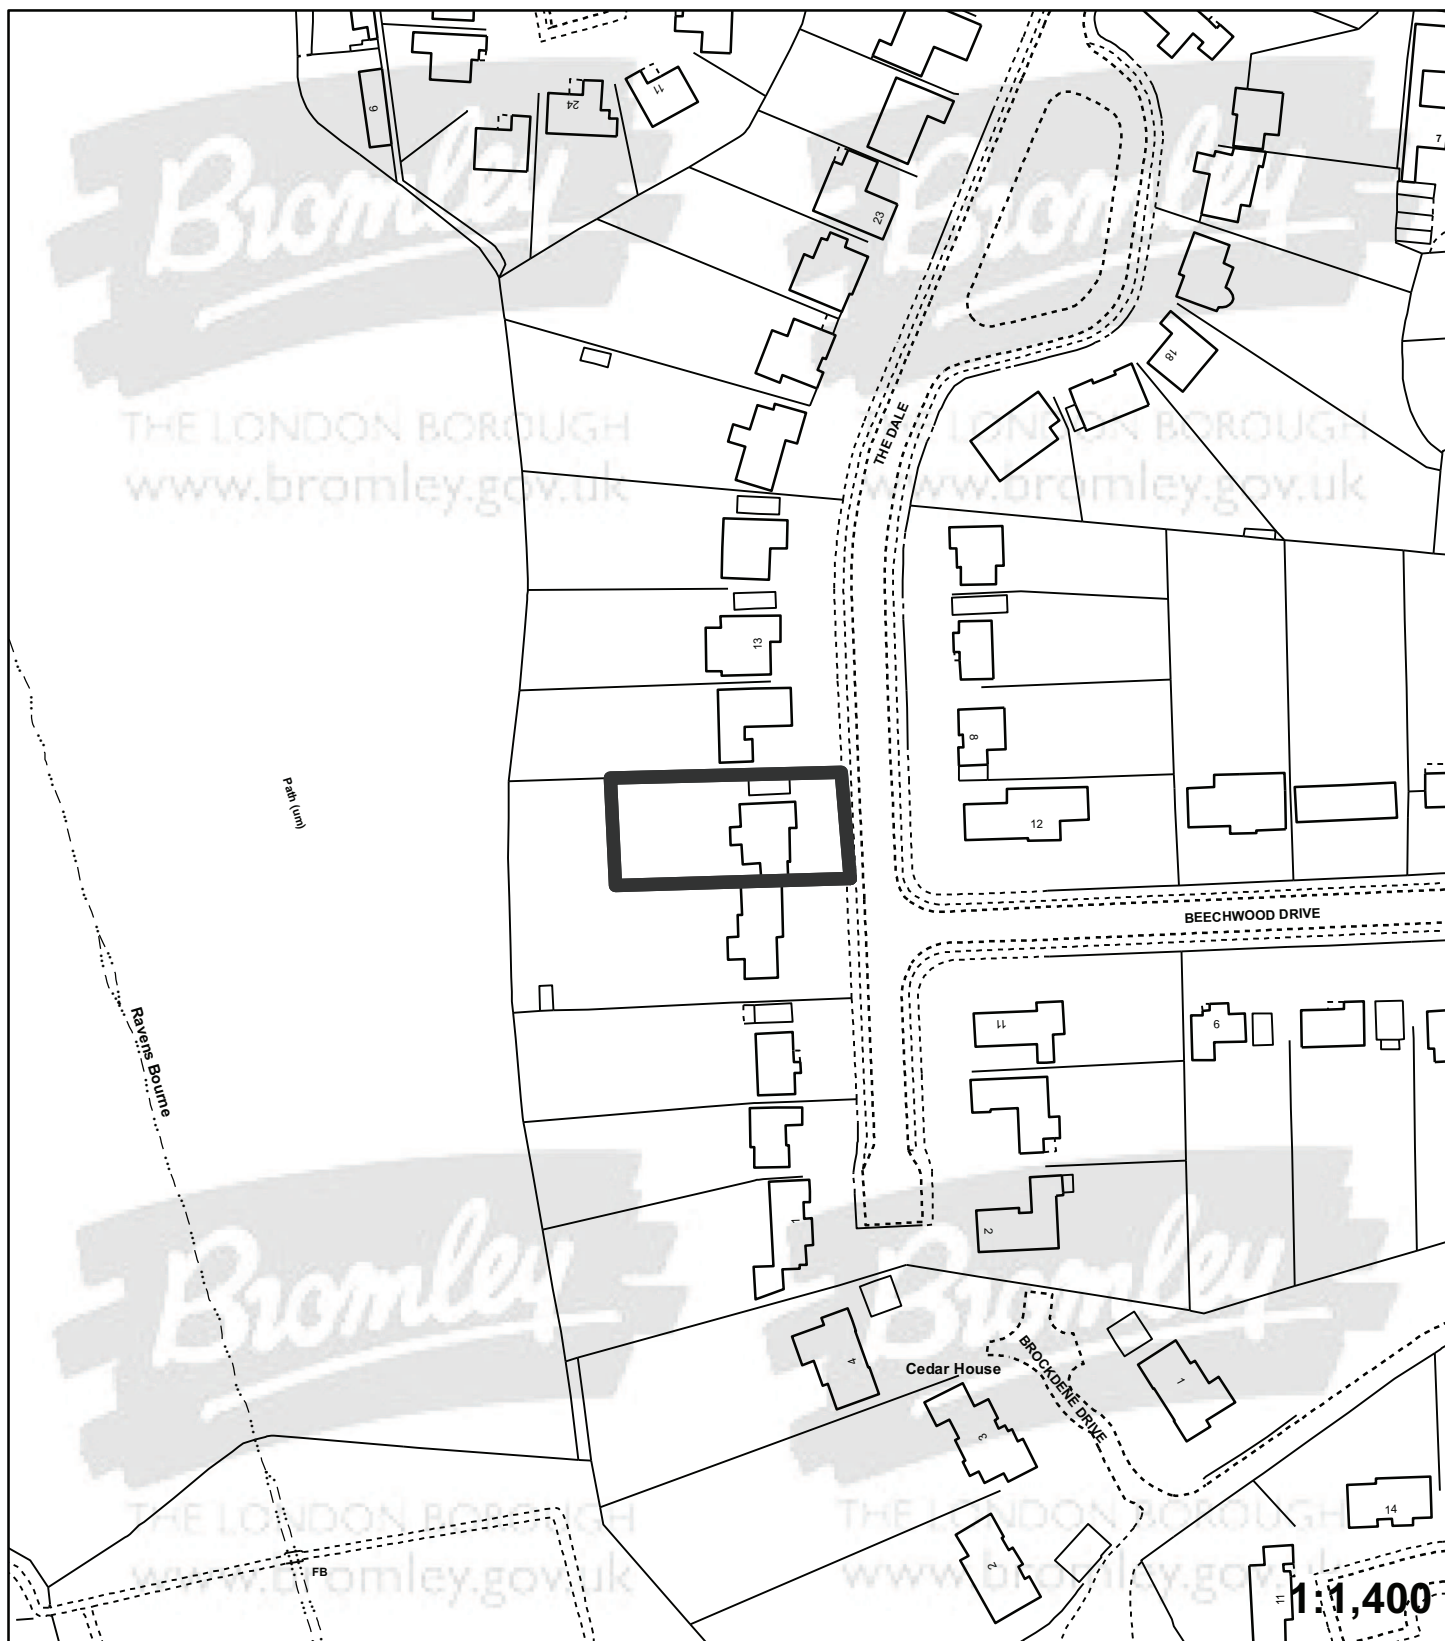 9
24
11
7
Bromley
Bromley
23
18
THE DALE
THE LONDON BOROUGH
THE LONDON BOROUGH
www.bromley.gov.uk
www.bromley.gov.uk
13
8
Path (um)
12
BEECHWOOD DRIVE
Ravens Bourne
11
9
1
2
Bromley
Bromley
4
Cedar House
BROCKDENE DRIVE
1
3
14
THE LONDON BOROUGH
THE LONDON BOROUGH
2
FB
www.bromley.gov.uk
www.bromley.gov.uk
11
1:1,400